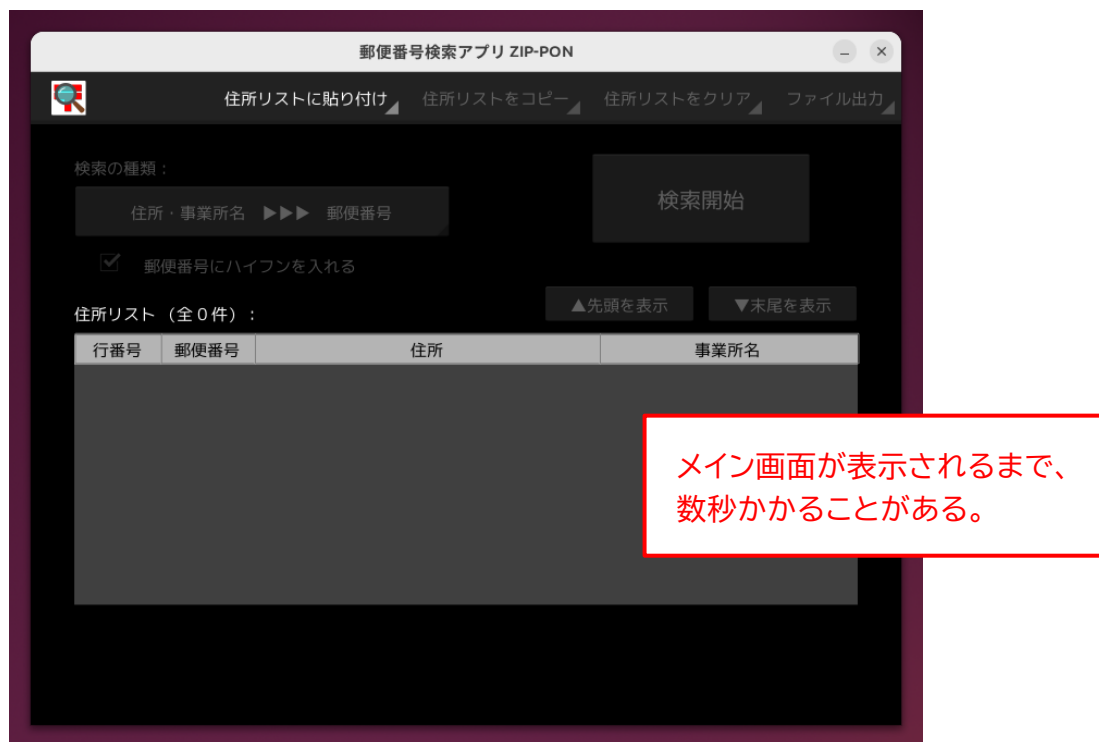 郵便番号検索アプリ ZIP-PON
住所リストに貼り付け 住所リストをコピー 住所リストをクリア ファイル出力
検索の種類：
住所・事業所名 ▶▶▶ 郵便番号
検索開始
郵便番号にハイフンを入れる
住所リスト（全０件）：
▲先頭を表示 ▼末尾を表示
行番号 郵便番号 住所 事業所名
メイン画面が表示されるまで、
数秒かかることがある。